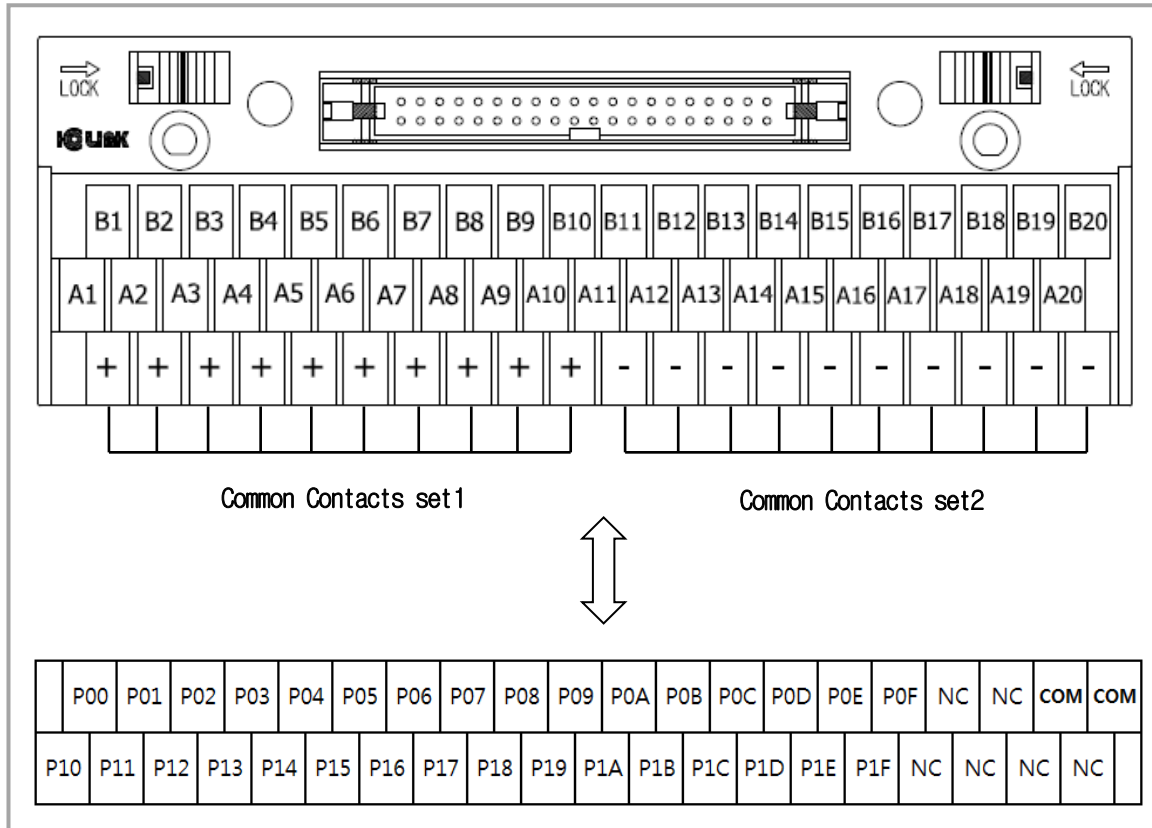 LOCK LOCK
B1 B2 B3 B4 B5 B6 B7 B8 B9 B10 B11 B12 B13 B14 B15 B16 B17 B18 B19 B20
A1 A2 A3 A4 A5 A6 A7 A8 A9 A10 A11 A12 A13 A14 A15 A16 A17 A18 A19 A20
+ + + + + + + + + + - - - - - - - - - -
Common Contacts set1 Common Contacts set2
P00 P01 P02 P03 P04 P05 P06 P07 P08 P09 P0A P0B P0C P0D P0E P0F NC NC COM COM
P10 P11 P12 P13 P14 P15 P16 P17 P18 P19 P1A P1B P1C P1D P1E P1F NC NC NC NC